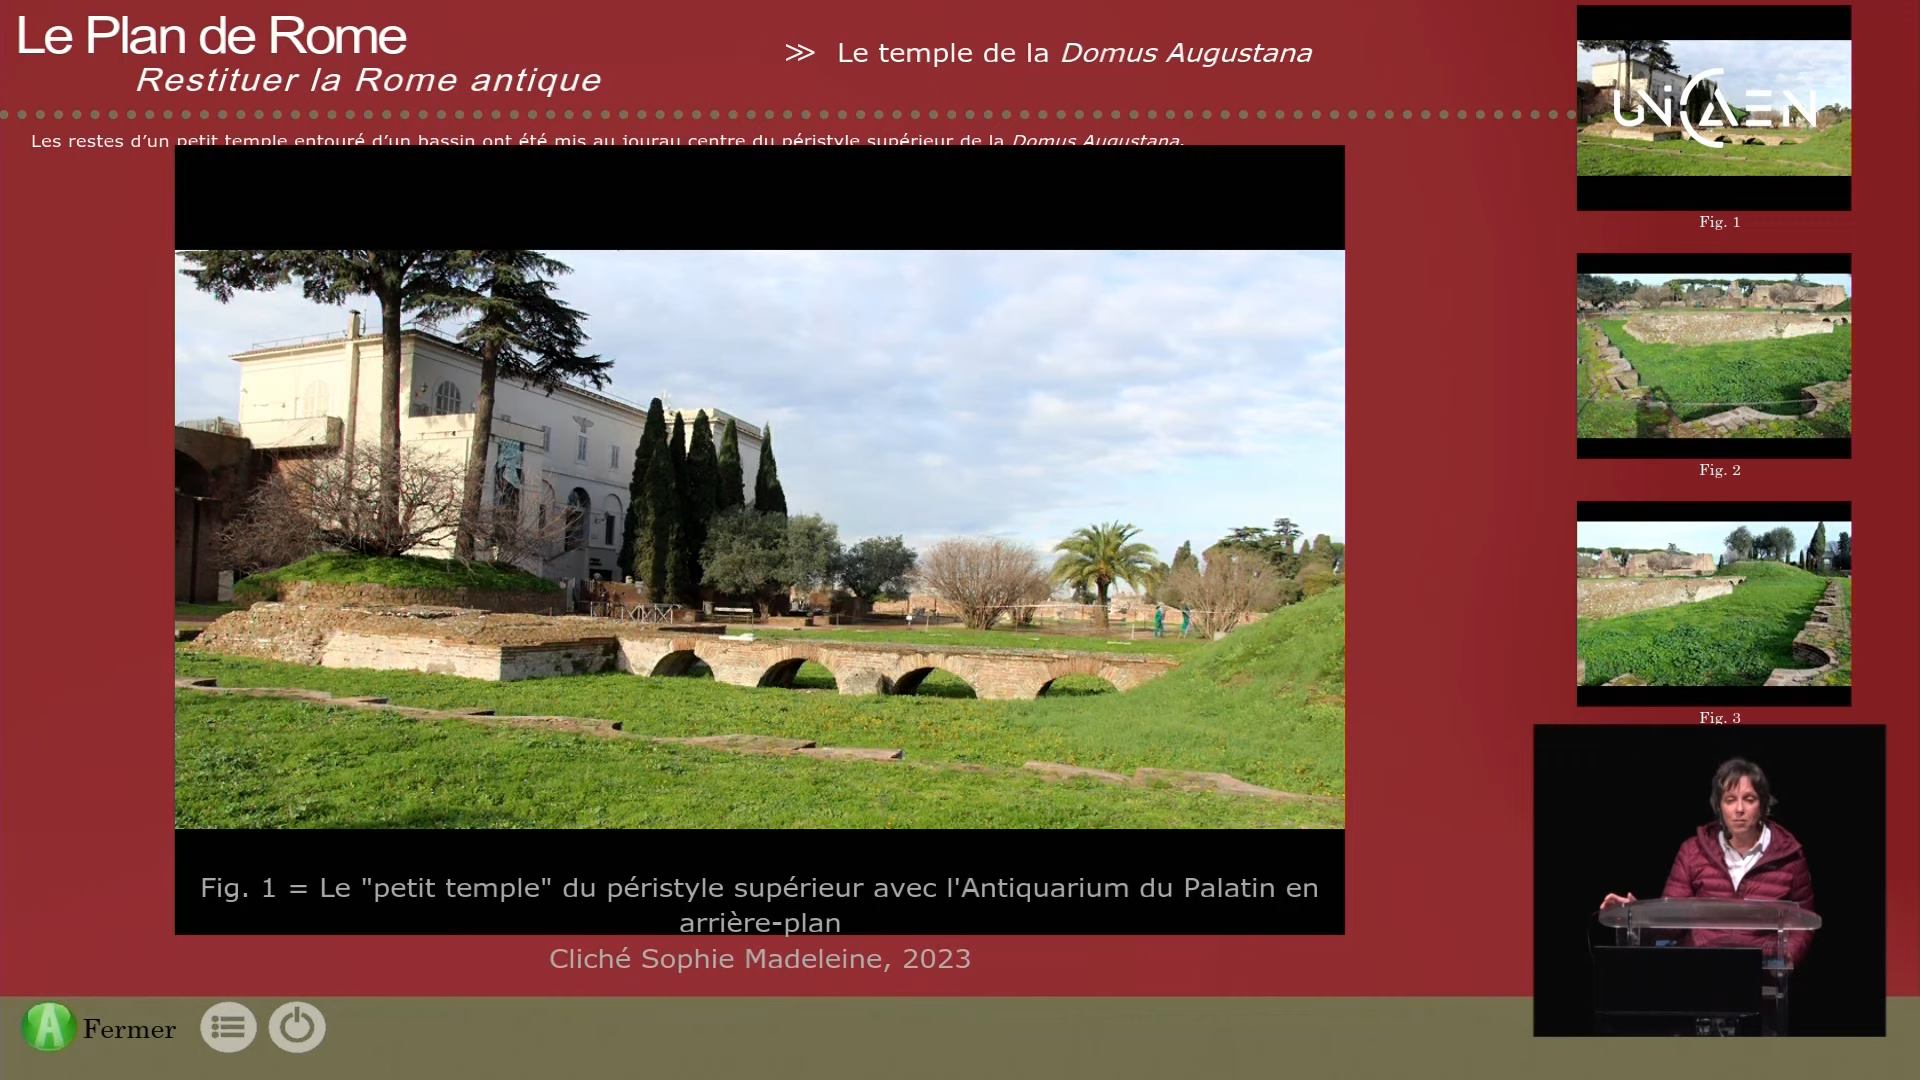 Le Plan de Rome
Restituer la Rome antique
≫ Le temple de la Domus Augustana
UNICAEN
Les restes d’un petit temple entouré d’un bassin ont été mis au jourau centre du péristyle supérieur de la Domus Augustana.
Fig. 1
Fig. 2
Fig. 3
Fig. 1 = Le "petit temple" du péristyle supérieur avec l'Antiquarium du Palatin en
arrière-plan
Cliché Sophie Madeleine, 2023
A Fermer